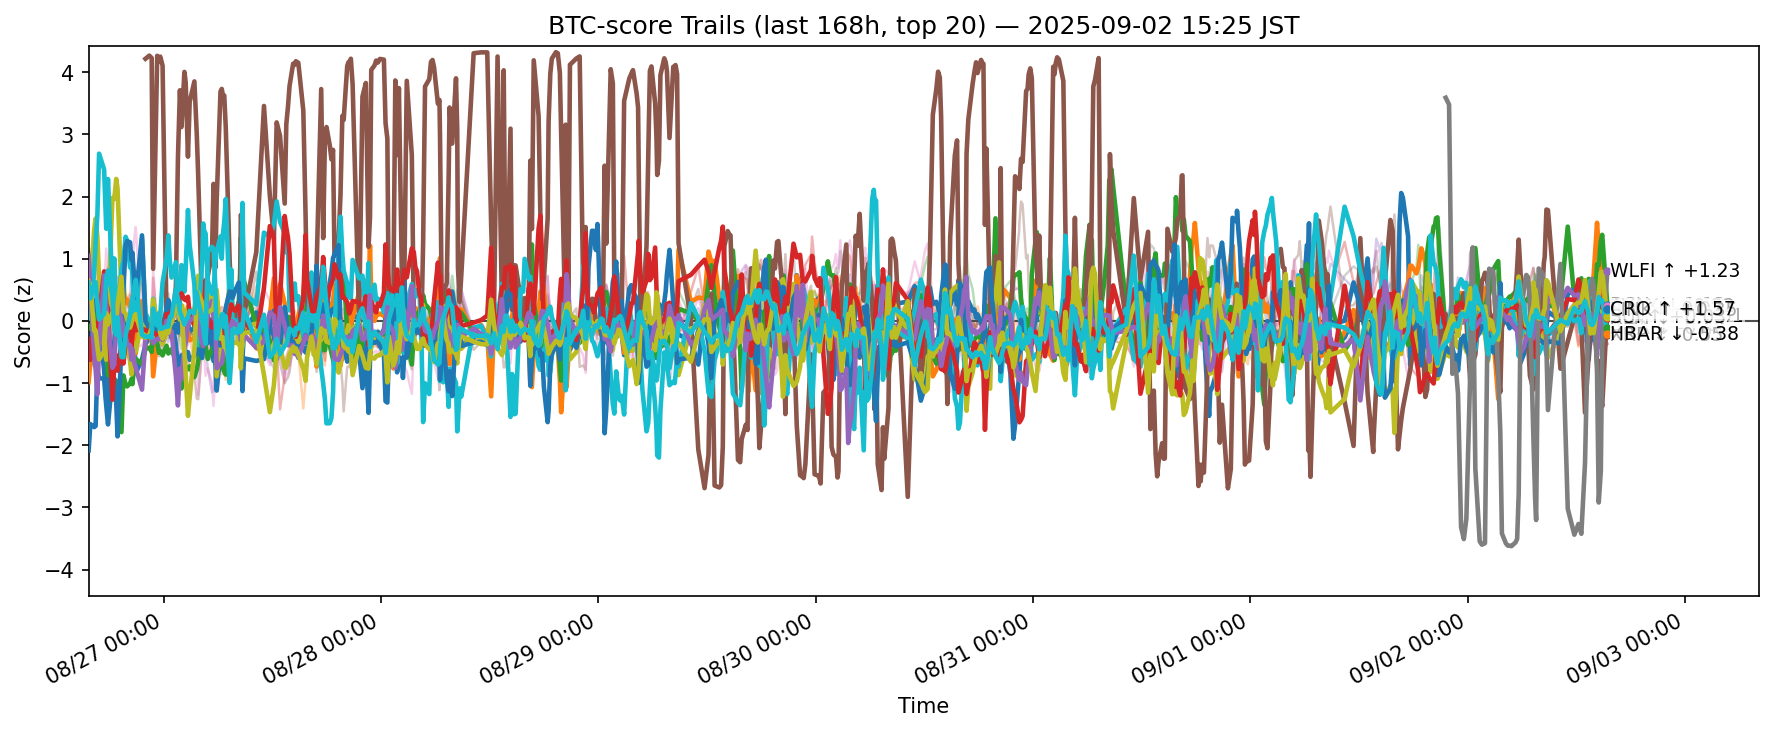 BTC-score Trails (last 168h, top 20) — 2025-09-02 15:25 JST
Score (z)
4
3
2
1
0
−1
−2
−3
−4
WLFI ↑ +1.23
CRO ↑ +1.57
HBAR ↓ -0.38
08/27 00:00
08/28 00:00
08/29 00:00
08/30 00:00
08/31 00:00
09/01 00:00
09/02 00:00
09/03 00:00
Time